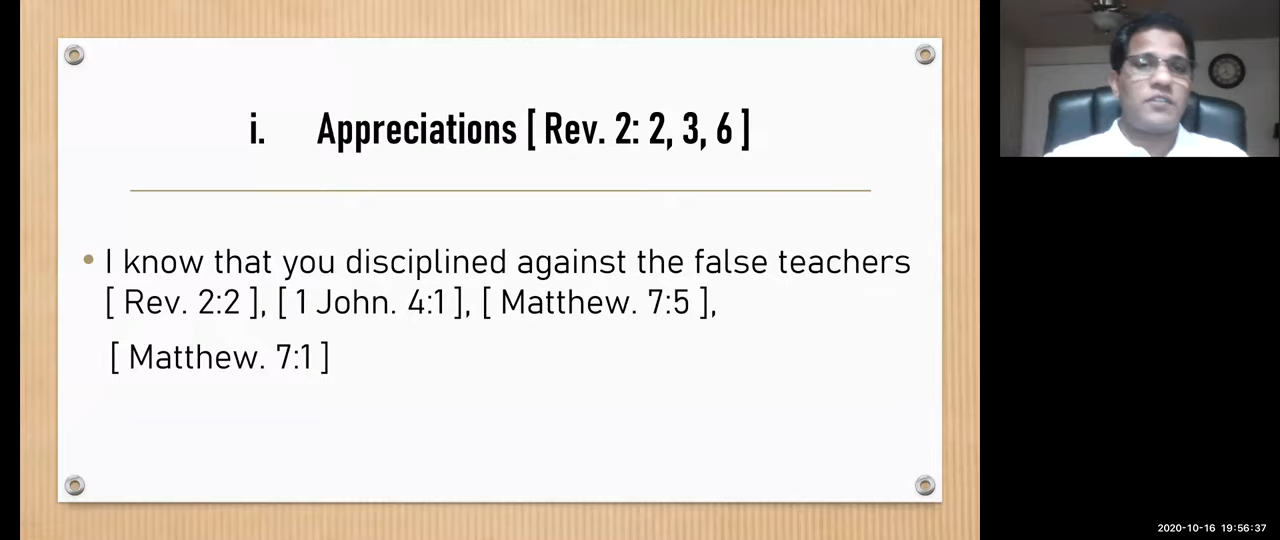 i. Appreciations [ Rev. 2: 2, 3, 6 ]
• I know that you disciplined against the false teachers
[ Rev. 2:2 ], [ 1 John. 4:1 ], [ Matthew. 7:5 ],
[ Matthew. 7:1 ]
2020-10-16 19:56:37